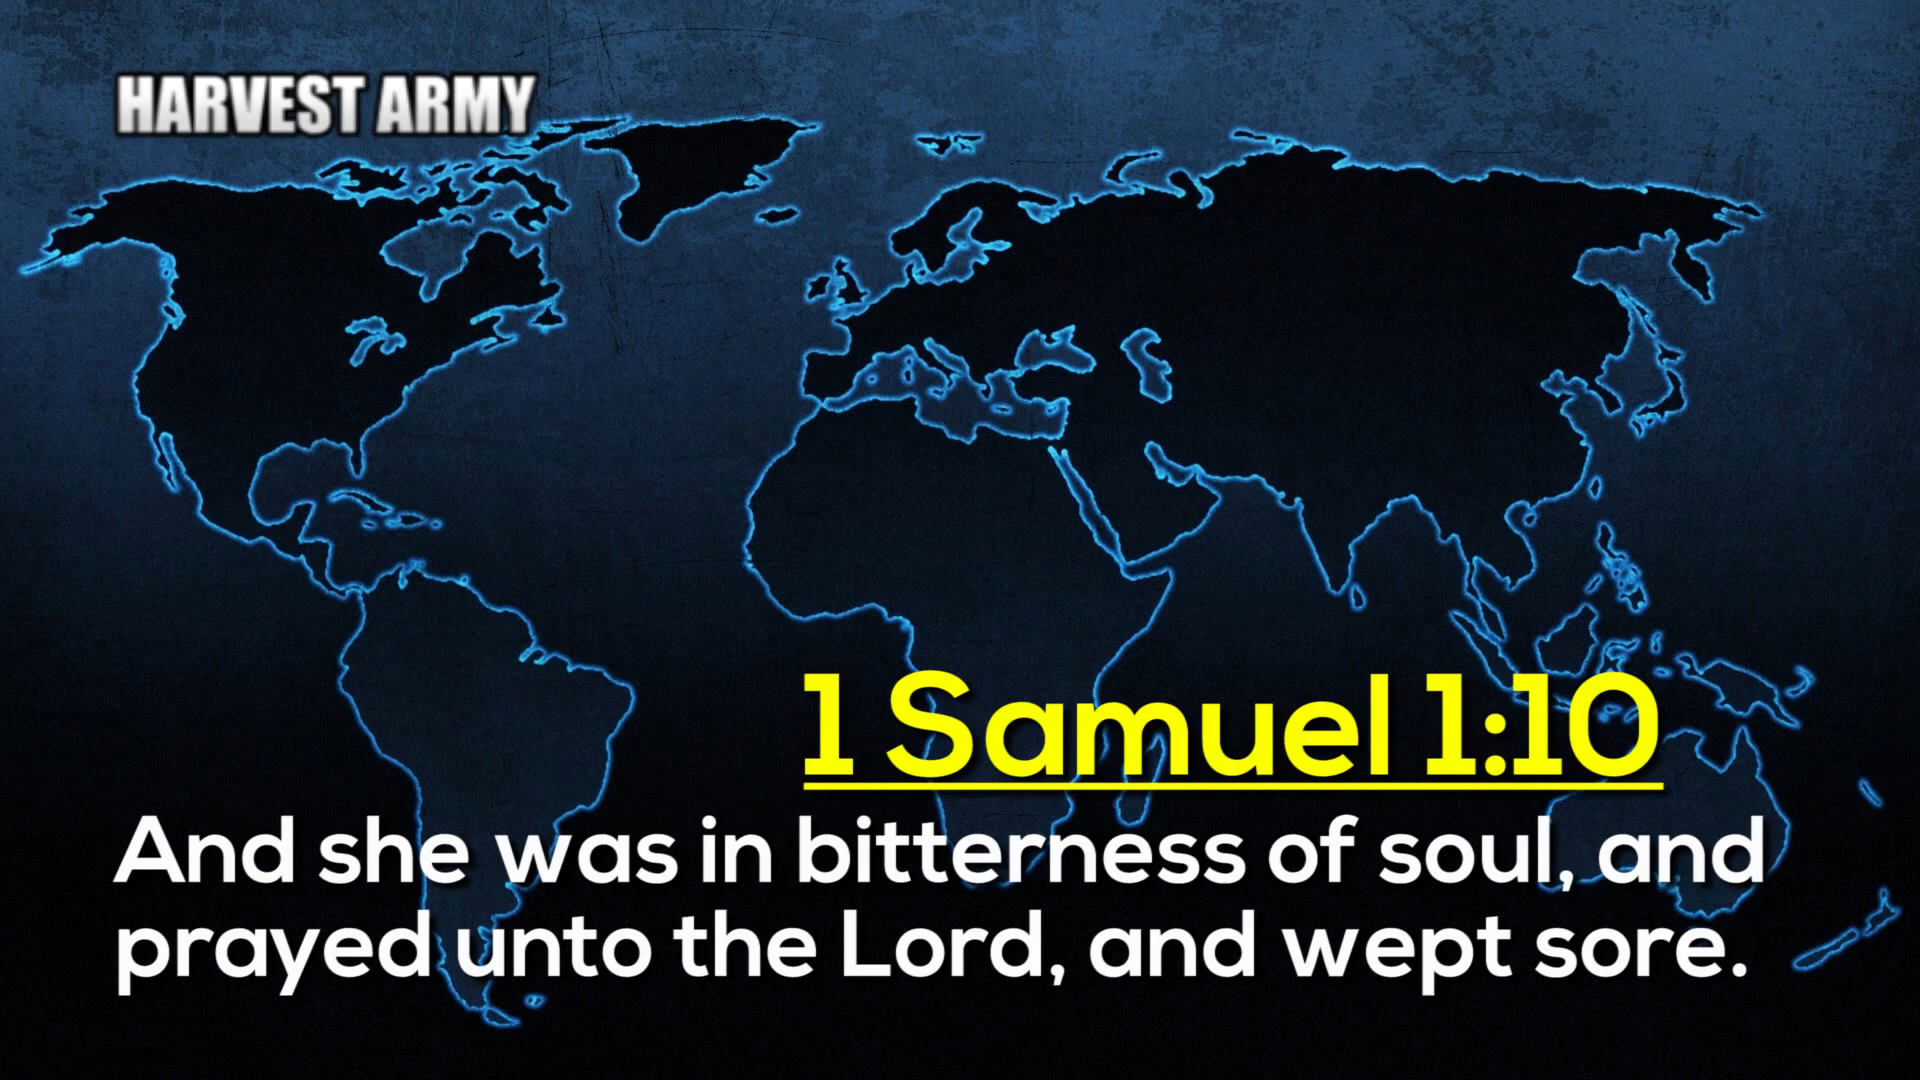 HARVEST ARMY
1 Samuel 1:10
And she was in bitterness of soul, and
prayed unto the Lord, and wept sore.